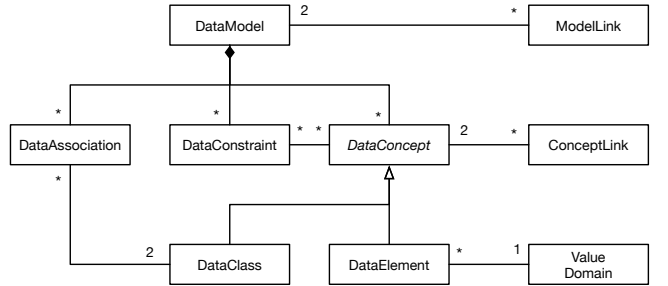 DataModel
2
*
ModelLink
*
*
*
DataAssociation
DataConstraint
*
*
DataConcept
2
*
ConceptLink
*
2
DataClass
DataElement
*
1
Value
Domain